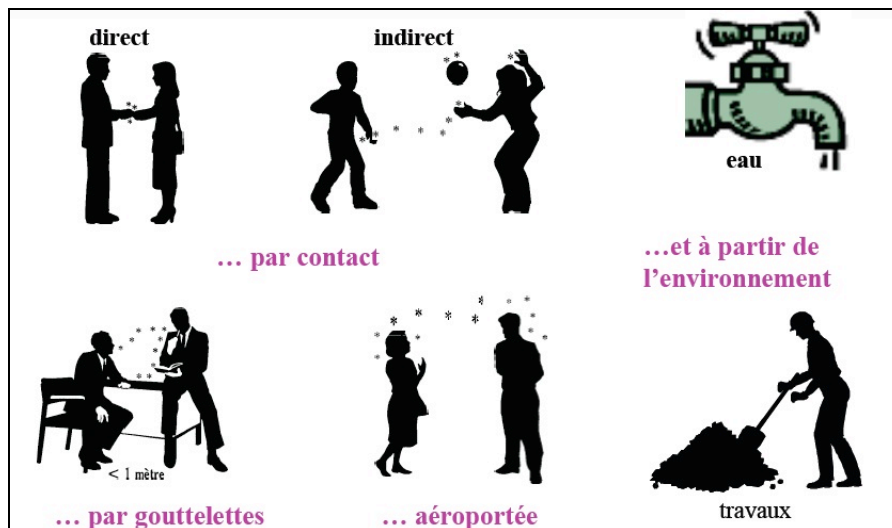 direct
indirect
eau
… par contact
…et à partir de
l’environnement
< 1 mètre
… par gouttelettes
… aéroportée
travaux